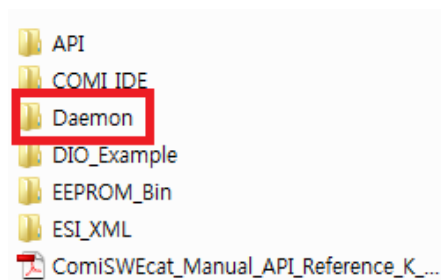 API
COMI IDE
Daemon
DIO_Example
EEPROM_Bin
ESI_XML
ComiSWEcat_Manual_API_Reference_K_...